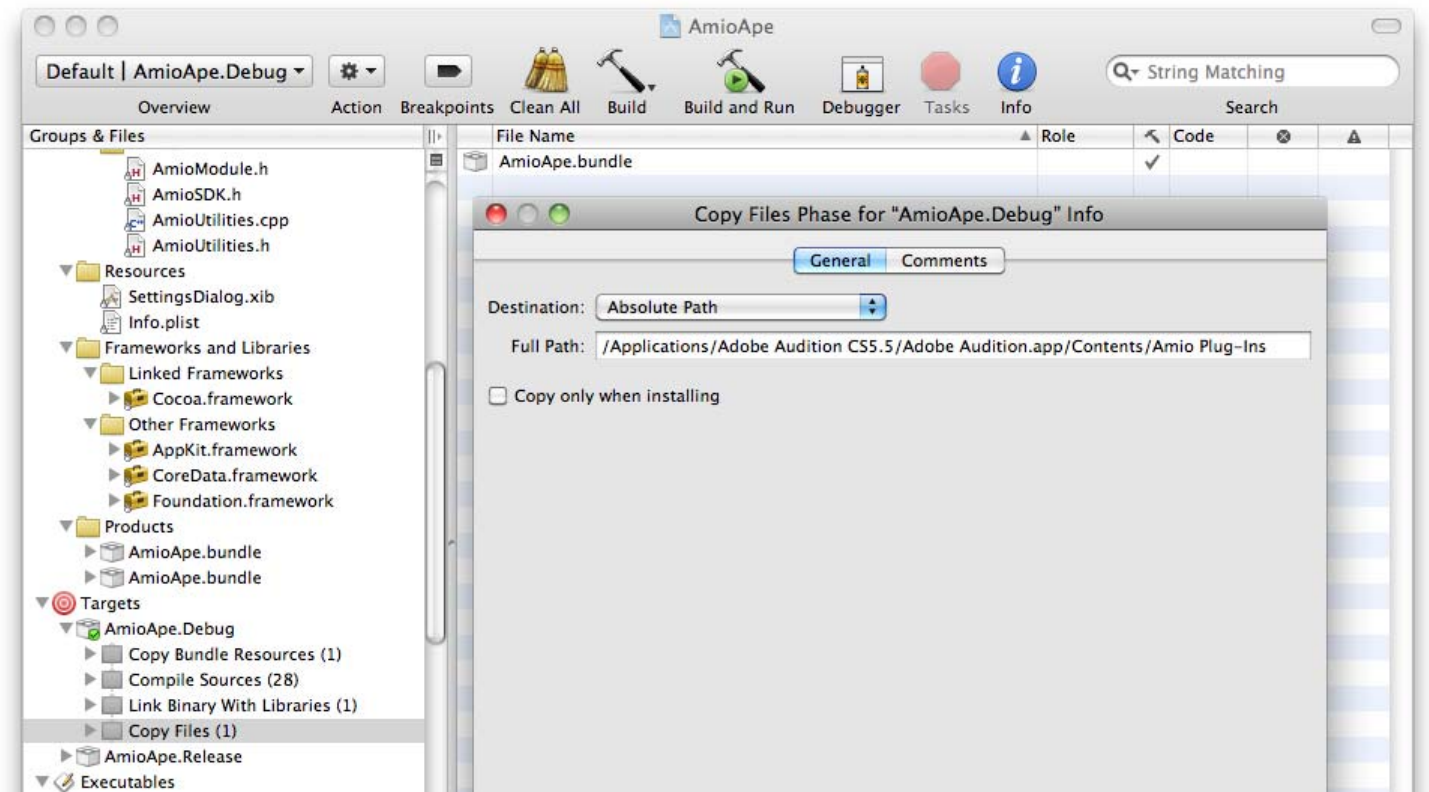 AmioApe
Default | AmioApe.Debug
String Matching
Overview Action Breakpoints Clean All Build Build and Run Debugger Tasks Info Search
Groups & Files
File Name Role Code
AmioApe.bundle
AmioModule.h
AmioSDK.h
AmioUtilities.cpp
AmioUtilities.h
Resources
SettingsDialog.xib
Info.plist
Frameworks and Libraries
Linked Frameworks
Cocoa.framework
Other Frameworks
AppKit.framework
CoreData.framework
Foundation.framework
Products
AmioApe.bundle
AmioApe.bundle
Targets
AmioApe.Debug
Copy Bundle Resources (1)
Compile Sources (28)
Link Binary With Libraries (1)
Copy Files (1)
AmioApe.Release
Executables
Copy Files Phase for “AmioApe.Debug” Info
General Comments
Destination: Absolute Path
Full Path: /Applications/Adobe Audition CS5.5/Adobe Audition.app/Contents/Amio Plug-Ins
Copy only when installing